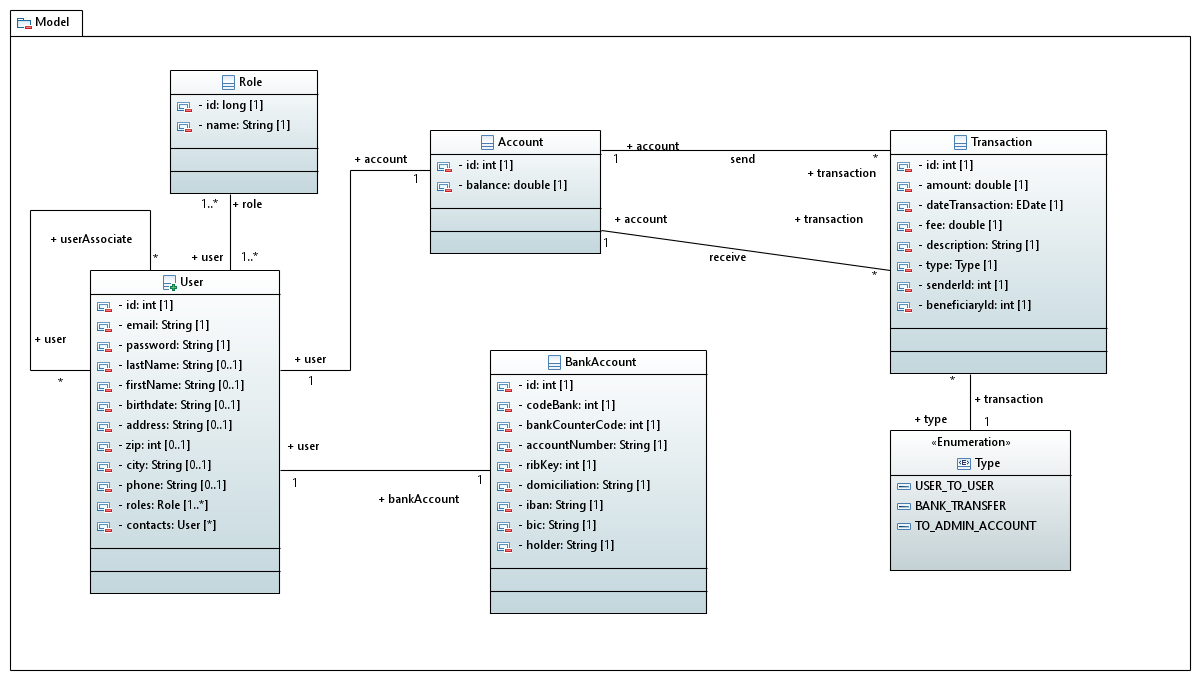 Model
Role
- id: long [1]
- name: String [1]
1..*
+ role
+ user
1..*
+ userAssociate
*
+ user
*
User
- id: int [1]
- email: String [1]
- password: String [1]
- lastName: String [0..1]
- firstName: String [0..1]
- birthdate: String [0..1]
- address: String [0..1]
- zip: int [0..1]
- city: String [0..1]
- phone: String [0..1]
- roles: Role [1..*]
- contacts: User [*]
+ account
1
+ user
1
+ user
1
1
+ bankAccount
Account
- id: int [1]
- balance: double [1]
+ account
1
send
*
+ transaction
+ account
+ transaction
1
receive
*
Transaction
- id: int [1]
- amount: double [1]
- dateTransaction: EDate [1]
- fee: double [1]
- description: String [1]
- type: Type [1]
- senderId: int [1]
- beneficiaryId: int [1]
BankAccount
- id: int [1]
- codeBank: int [1]
- bankCounterCode: int [1]
- accountNumber: String [1]
- ribKey: int [1]
- domiciliation: String [1]
- iban: String [1]
- bic: String [1]
- holder: String [1]
*
+ transaction
+ type
1
«Enumeration»
Type
USER_TO_USER
BANK_TRANSFER
TO_ADMIN_ACCOUNT